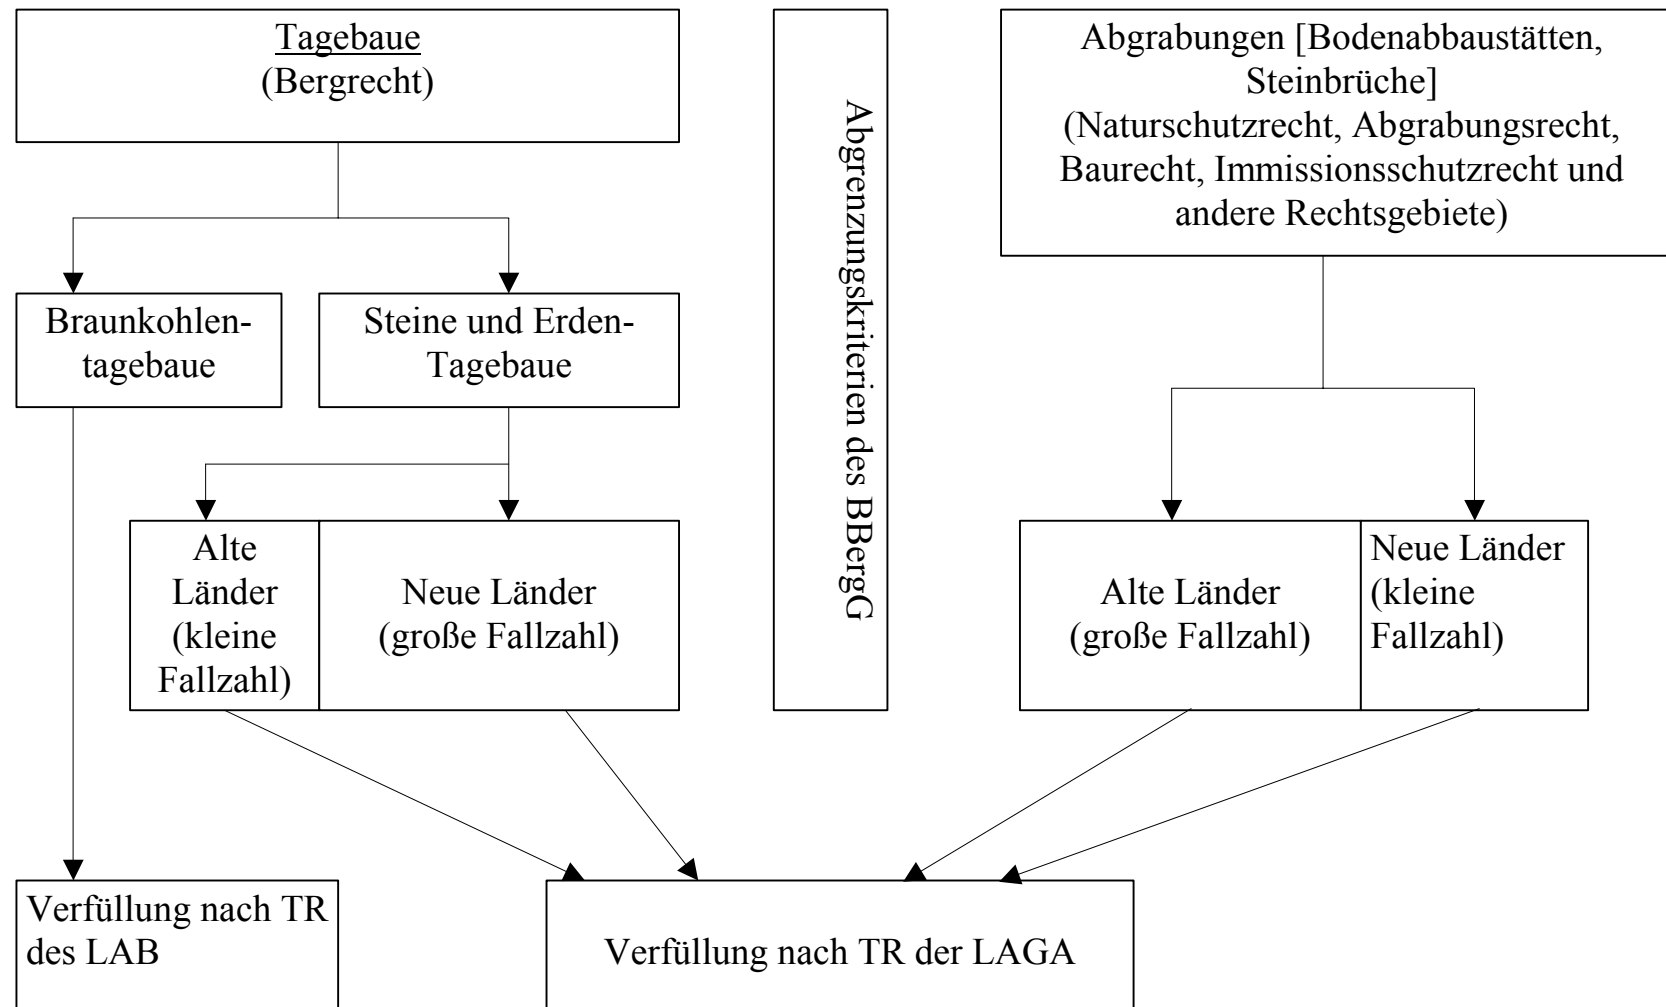 Tagebaue
(Bergrecht)
Abgrenzungskriterien des BBergG
Abgrabungen [Bodenabbaustätten,
Steinbrüche]
(Naturschutzrecht, Abgrabungsrecht,
Baurecht, Immissionsschutzrecht und
andere Rechtsgebiete)
Braunkohlen-
tagebaue
Steine und Erden-
Tagebaue
Alte
Länder
(kleine
Fallzahl)
Neue Länder
(große Fallzahl)
Alte Länder
(große Fallzahl)
Neue Länder
(kleine
Fallzahl)
Verfüllung nach TR
des LAB
Verfüllung nach TR der LAGA